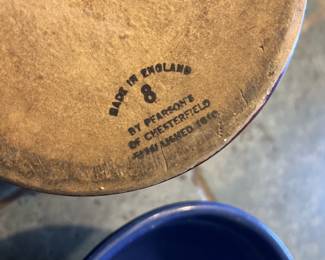 MADE IN ENGLAND
8
BY PEARSON'S
OF CHESTERFIELD
ESTABLISHED 1810